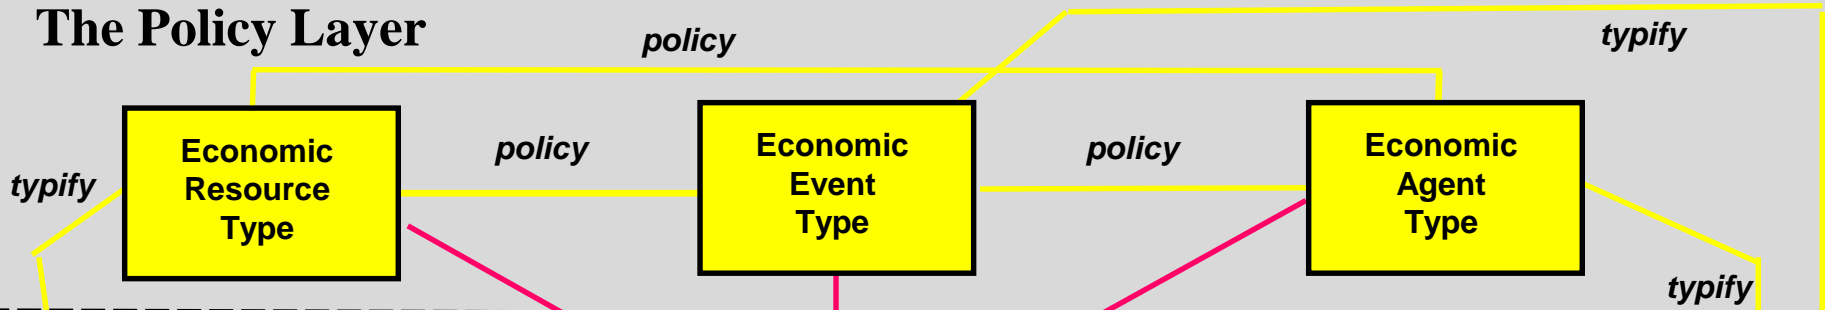 The Policy Layer
policy
typify
typify
Economic
Resource
Type
policy
Economic
Event
Type
policy
Economic
Agent
Type
typify